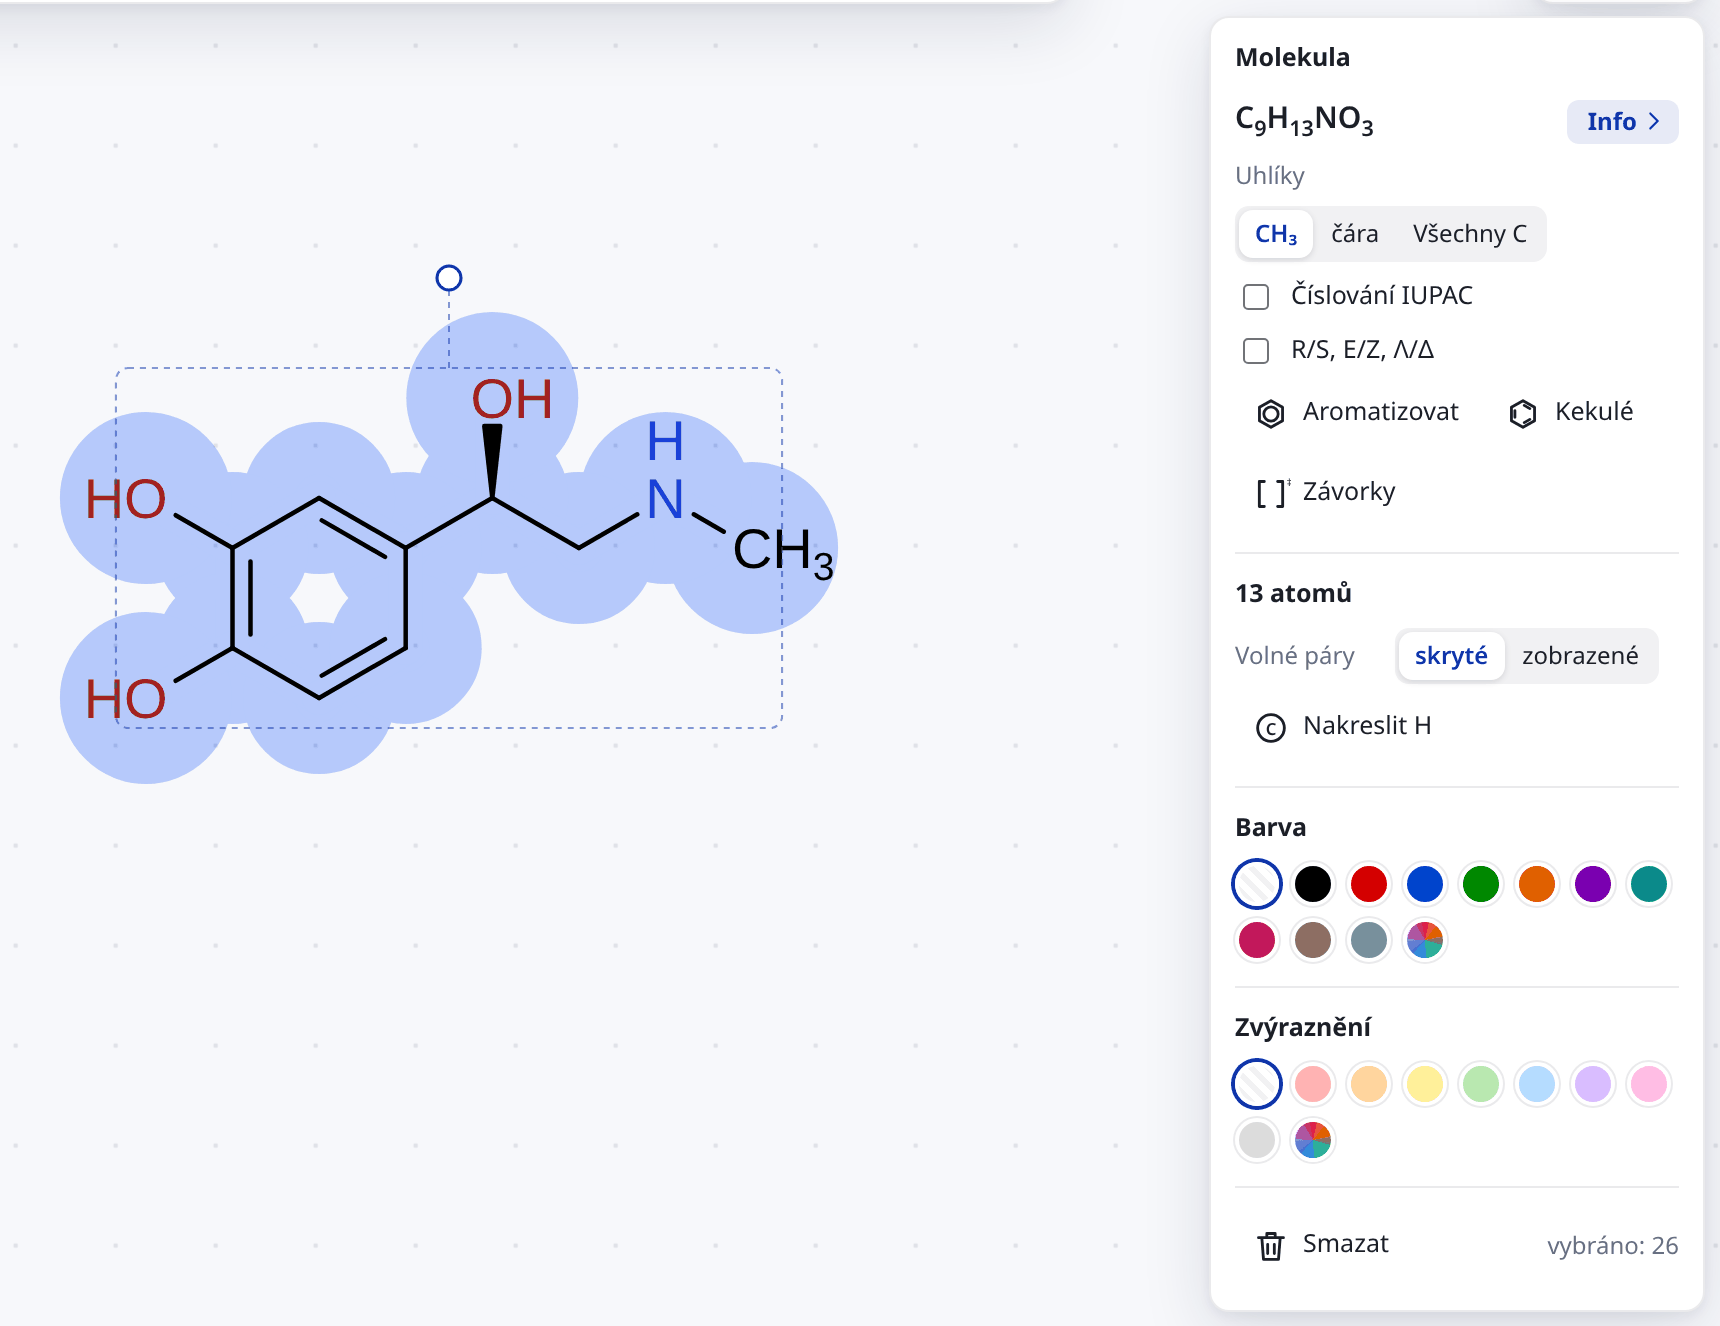 Molekula
C₉H₁₃NO₃
Info
Uhlíky
CH₃ čára Všechny C
Číslování IUPAC
R/S, E/Z, Λ/Δ
Aromatizovat Kekulé
[ ]‡ Závorky
13 atomů
Volné páry skryté zobrazené
C Nakreslit H
Barva
Zvýraznění
Smazat vybráno: 26
OH
H
HO N
CH₃
HO